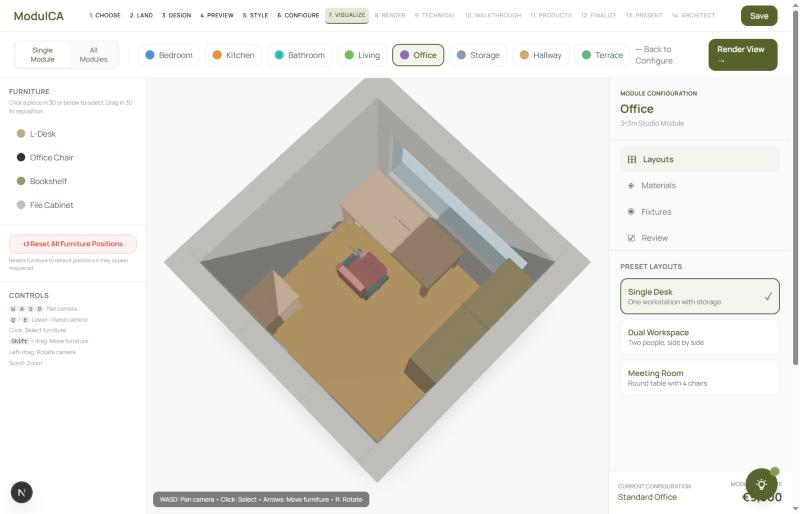 ModulCA
1. CHOOSE 2. LAND 3. DESIGN 4. PREVIEW 5. STYLE 6. CONFIGURE 7. VISUALIZE 8. RENDER 9. TECHNICAL 10. WALKTHROUGH 11. PRODUCTS 12. FINALIZE 13. PRESENT 14. ARCHITECT
Save
Single Module
All Modules
Bedroom
Kitchen
Bathroom
Living
Office
Storage
Hallway
Terrace
← Back to
Configure
Render View
→
FURNITURE
Click a piece in 3D or below to select. Drag in 3D
to reposition.
L-Desk
Office Chair
Bookshelf
File Cabinet
↺ Reset All Furniture Positions
Resets furniture to default positions if they appear
misplaced.
CONTROLS
W A S D Pan camera
Q / E Lower / Raise camera
Click: Select furniture
Shift + drag: Move furniture
Left-drag: Rotate camera
Scroll: Zoom
N
WASD: Pan camera • Click: Select • Arrows: Move furniture • R: Rotate
MODULE CONFIGURATION
Office
3×3m Studio Module
Layouts
Materials
Fixtures
Review
PRESET LAYOUTS
Single Desk
One workstation with storage
✓
Dual Workspace
Two people, side by side
Meeting Room
Round table with 4 chairs
CURRENT CONFIGURATION
Standard Office